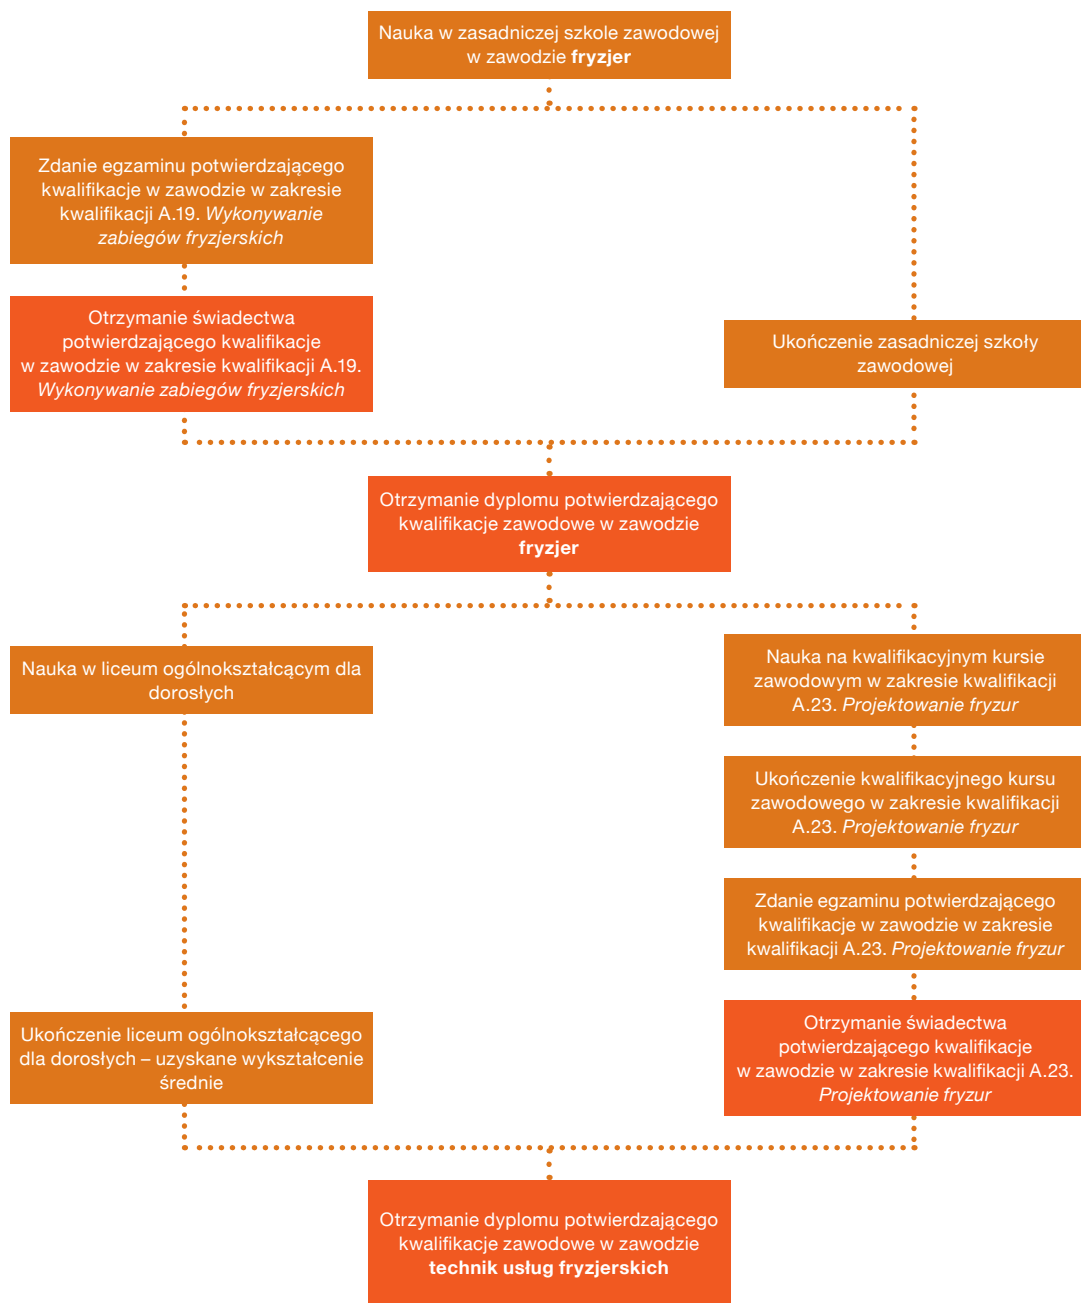 Nauka w zasadniczej szkole zawodowej
w zawodzie fryzjer
Zdanie egzaminu potwierdzającego
kwalifikacje w zawodzie w zakresie
kwalifikacji A.19. Wykonywanie
zabiegów fryzjerskich
Otrzymanie świadectwa
potwierdzającego kwalifikacje
w zawodzie w zakresie kwalifikacji A.19.
Wykonywanie zabiegów fryzjerskich
Ukończenie zasadniczej szkoły
zawodowej
Otrzymanie dyplomu potwierdzającego
kwalifikacje zawodowe w zawodzie
fryzjer
Nauka w liceum ogólnokształcącym dla
dorosłych
Nauka na kwalifikacyjnym kursie
zawodowym w zakresie kwalifikacji
A.23. Projektowanie fryzur
Ukończenie kwalifikacyjnego kursu
zawodowego w zakresie kwalifikacji
A.23. Projektowanie fryzur
Zdanie egzaminu potwierdzającego
kwalifikacje w zawodzie w zakresie
kwalifikacji A.23. Projektowanie fryzur
Ukończenie liceum ogólnokształcącego
dla dorosłych – uzyskane wykształcenie
średnie
Otrzymanie świadectwa
potwierdzającego kwalifikacje
w zawodzie w zakresie kwalifikacji A.23.
Projektowanie fryzur
Otrzymanie dyplomu potwierdzającego
kwalifikacje zawodowe w zawodzie
technik usług fryzjerskich